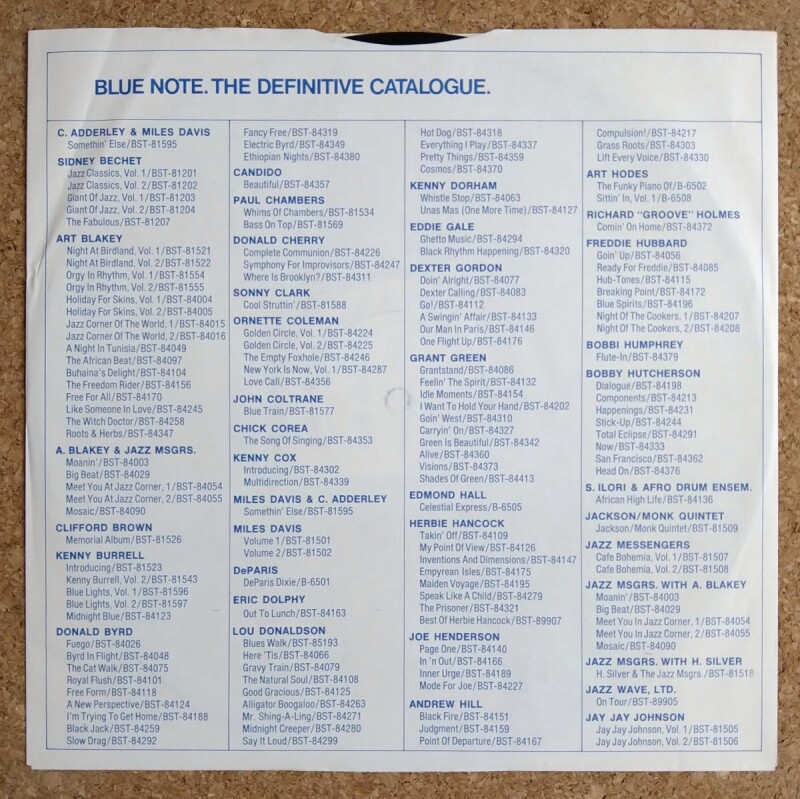 BLUE NOTE. THE DEFINITIVE CATALOGUE.
C. ADDERLEY & MILES DAVIS
Somethin' Else/BST-81595
SIDNEY BECHET
Jazz Classics, Vol. 1/BST-81201
Jazz Classics, Vol. 2/BST-81202
Giant Of Jazz, Vol. 1/BST-81203
Giant Of Jazz, Vol. 2/BST-81204
The Fabulous/BST-81207
ART BLAKEY
Night At Birdland, Vol. 1/BST-81521
Night At Birdland, Vol. 2/BST-81522
Orgy In Rhythm, Vol. 1/BST-81554
Orgy In Rhythm, Vol. 2/BST-81555
Holiday For Skins, Vol. 1/BST-84004
Holiday For Skins, Vol. 2/BST-84005
Jazz Corner Of The World, 1/BST-84015
Jazz Corner Of The World, 2/BST-84016
A Night In Tunisia/BST-84049
The African Beat/BST-84097
Buhaina's Delight/BST-84104
The Freedom Rider/BST-84156
Free For All/BST-84170
Like Someone In Love/BST-84245
The Witch Doctor/BST-84258
Roots & Herbs/BST-84347
A. BLAKEY & JAZZ MSGRS.
Moanin'/BST-84003
Big Beat/BST-84029
Meet You At Jazz Corner, 1/BST-84054
Meet You At Jazz Corner, 2/BST-84055
Mosaic/BST-84090
CLIFFORD BROWN
Memorial Album/BST-81526
KENNY BURRELL
Introducing/BST-81523
Kenny Burrell, Vol. 2/BST-81543
Blue Lights, Vol. 1/BST-81596
Blue Lights, Vol. 2/BST-81597
Midnight Blue/BST-84123
DONALD BYRD
Fuego/BST-84026
Byrd In Flight/BST-84048
The Cat Walk/BST-84075
Royal Flush/BST-84101
Free Form/BST-84118
A New Perspective/BST-84124
I'm Trying To Get Home/BST-84188
Black Jack/BST-84259
Slow Drag/BST-84292
Fancy Free/BST-84319
Electric Byrd/BST-84349
Ethiopian Nights/BST-84380
CANDIDO
Beautiful/BST-84357
PAUL CHAMBERS
Whims Of Chambers/BST-81534
Bass On Top/BST-81569
DONALD CHERRY
Complete Communion/BST-84226
Symphony For Improvisors/BST-84247
Where Is Brooklyn?/BST-84311
SONNY CLARK
Cool Struttin'/BST-81588
ORNETTE COLEMAN
Golden Circle, Vol. 1/BST-84224
Golden Circle, Vol. 2/BST-84225
The Empty Foxhole/BST-84246
New York Is Now, Vol. 1/BST-84287
Love Call/BST-84356
JOHN COLTRANE
Blue Train/BST-81577
CHICK COREA
The Song Of Singing/BST-84353
KENNY COX
Introducing/BST-84302
Multidirection/BST-84339
MILES DAVIS & C. ADDERLEY
Somethin' Else/BST-81595
MILES DAVIS
Volume 1/BST-81501
Volume 2/BST-81502
DePARIS
DeParis Dixie/B-6501
ERIC DOLPHY
Out To Lunch/BST-84163
LOU DONALDSON
Blues Walk/BST-85193
Here 'Tis/BST-84066
Gravy Train/BST-84079
The Natural Soul/BST-84108
Good Gracious/BST-84125
Alligator Boogaloo/BST-84263
Mr. Shing-A-Ling/BST-84271
Midnight Creeper/BST-84280
Say It Loud/BST-84299
Hot Dog/BST-84318
Everything I Play/BST-84337
Pretty Things/BST-84359
Cosmos/BST-84370
KENNY DORHAM
Whistle Stop/BST-84063
Unas Mas (One More Time)/BST-84127
EDDIE GALE
Ghetto Music/BST-84294
Black Rhythm Happening/BST-84320
DEXTER GORDON
Doin' Alright/BST-84077
Dexter Calling/BST-84083
Go!/BST-84112
A Swingin' Affair/BST-84133
Our Man In Paris/BST-84146
One Flight Up/BST-84176
GRANT GREEN
Grantstand/BST-84086
Feelin' The Spirit/BST-84132
Idle Moments/BST-84154
I Want To Hold Your Hand/BST-84202
Goin' West/BST-84310
Carryin' On/BST-84327
Green Is Beautiful/BST-84342
Alive/BST-84360
Visions/BST-84373
Shades Of Green/BST-84413
EDMOND HALL
Celestial Express/B-6505
HERBIE HANCOCK
Takin' Off/BST-84109
My Point Of View/BST-84126
Inventions And Dimensions/BST-84147
Empyrean Isles/BST-84175
Maiden Voyage/BST-84195
Speak Like A Child/BST-84279
The Prisoner/BST-84321
Best Of Herbie Hancock/BST-89907
JOE HENDERSON
Page One/BST-84140
In 'n Out/BST-84166
Inner Urge/BST-84189
Mode For Joe/BST-84227
ANDREW HILL
Black Fire/BST-84151
Judgment/BST-84159
Point Of Departure/BST-84167
Compulsion!/BST-84217
Grass Roots/BST-84303
Lift Every Voice/BST-84330
ART HODES
The Funky Piano Of/B-6502
Sittin' In, Vol. 1/B-6508
RICHARD "GROOVE" HOLMES
Comin' On Home/BST-84372
FREDDIE HUBBARD
Goin' Up/BST-84056
Ready For Freddie/BST-84085
Hub-Tones/BST-84115
Breaking Point/BST-84172
Blue Spirits/BST-84196
Night Of The Cookers, 1/BST-84207
Night Of The Cookers, 2/BST-84208
BOBBI HUMPHREY
Flute-In/BST-84379
BOBBY HUTCHERSON
Dialogue/BST-84198
Components/BST-84213
Happenings/BST-84231
Stick-Up/BST-84244
Total Eclipse/BST-84291
Now/BST-84333
San Francisco/BST-84362
Head On/BST-84376
S. ILORI & AFRO DRUM ENSEM.
African High Life/BST-84136
JACKSON/MONK QUINTET
Jackson/Monk Quintet/BST-81509
JAZZ MESSENGERS
Cafe Bohemia, Vol. 1/BST-81507
Cafe Bohemia, Vol. 2/BST-81508
JAZZ MSGRS. WITH A. BLAKEY
Moanin'/BST-84003
Big Beat/BST-84029
Meet You In Jazz Corner, 1/BST-84054
Meet You In Jazz Corner, 2/BST-84055
Mosaic/BST-84090
JAZZ MSGRS. WITH H. SILVER
H. Silver & The Jazz Msgrs./BST-81518
JAZZ WAVE, LTD.
On Tour/BST-89905
JAY JAY JOHNSON
Jay Jay Johnson, Vol. 1/BST-81505
Jay Jay Johnson, Vol. 2/BST-81506